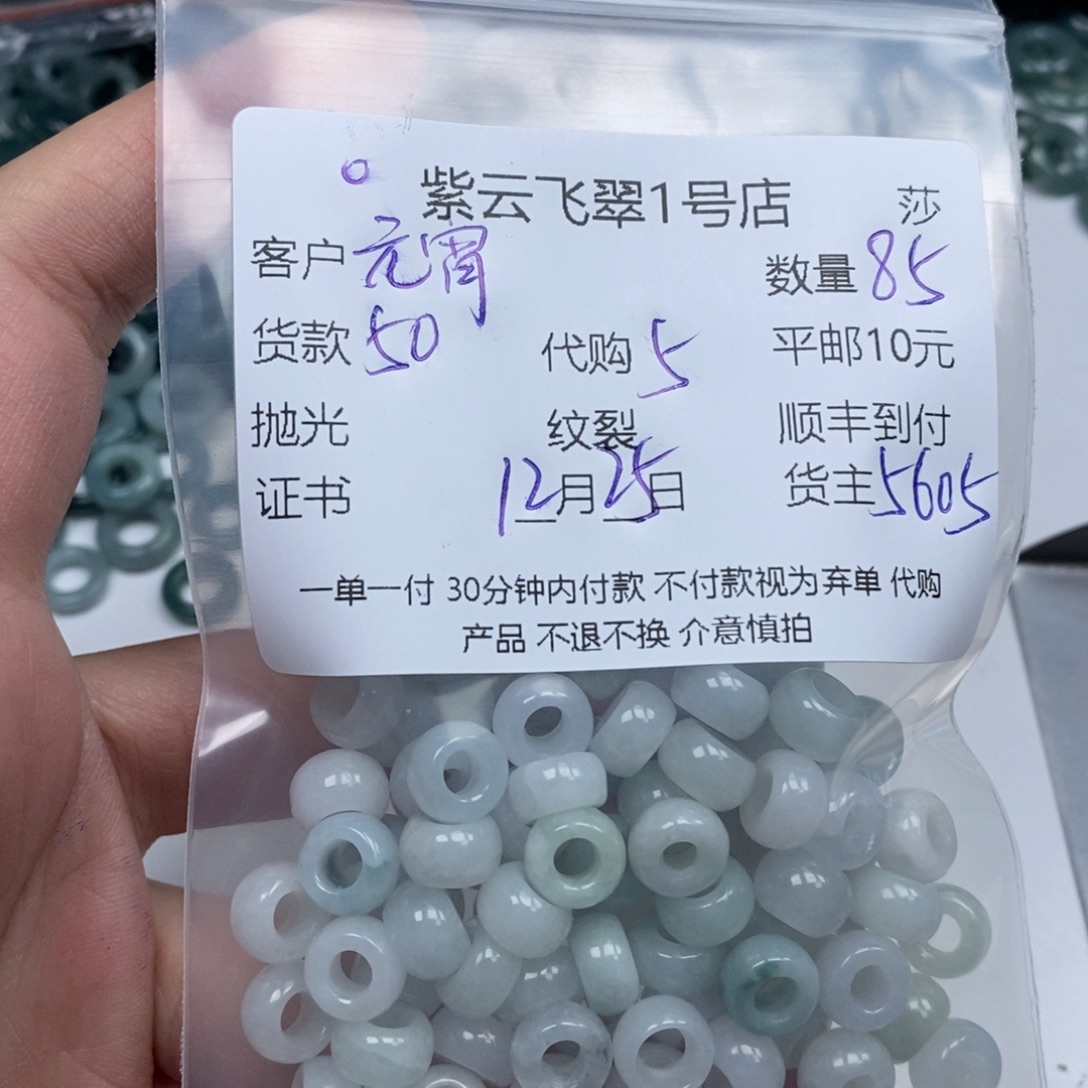 紫云飞翠1号店 莎
客户 元宵 数量 85
货款 50 代购 5 平邮10元
抛光 纹裂 顺丰到付
证书 12月25日 货主 5605
一单一付 30分钟内付款 不付款视为弃单 代购
产品 不退不换 介意慎拍